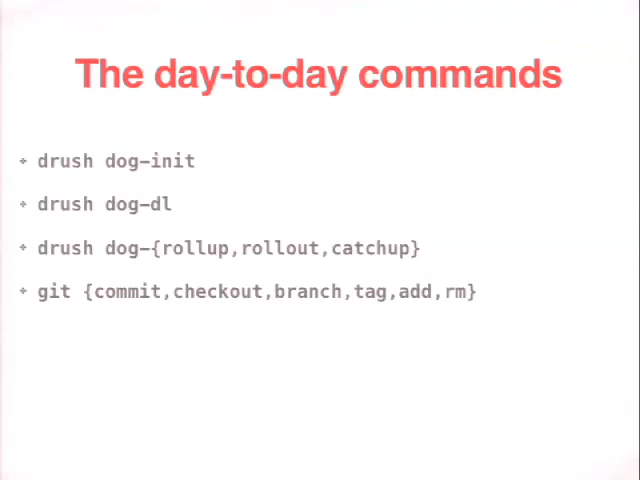 The day-to-day commands
drush dog-init
drush dog-dl
drush dog-{rollup,rollout,catchup}
git {commit,checkout,branch,tag,add,rm}